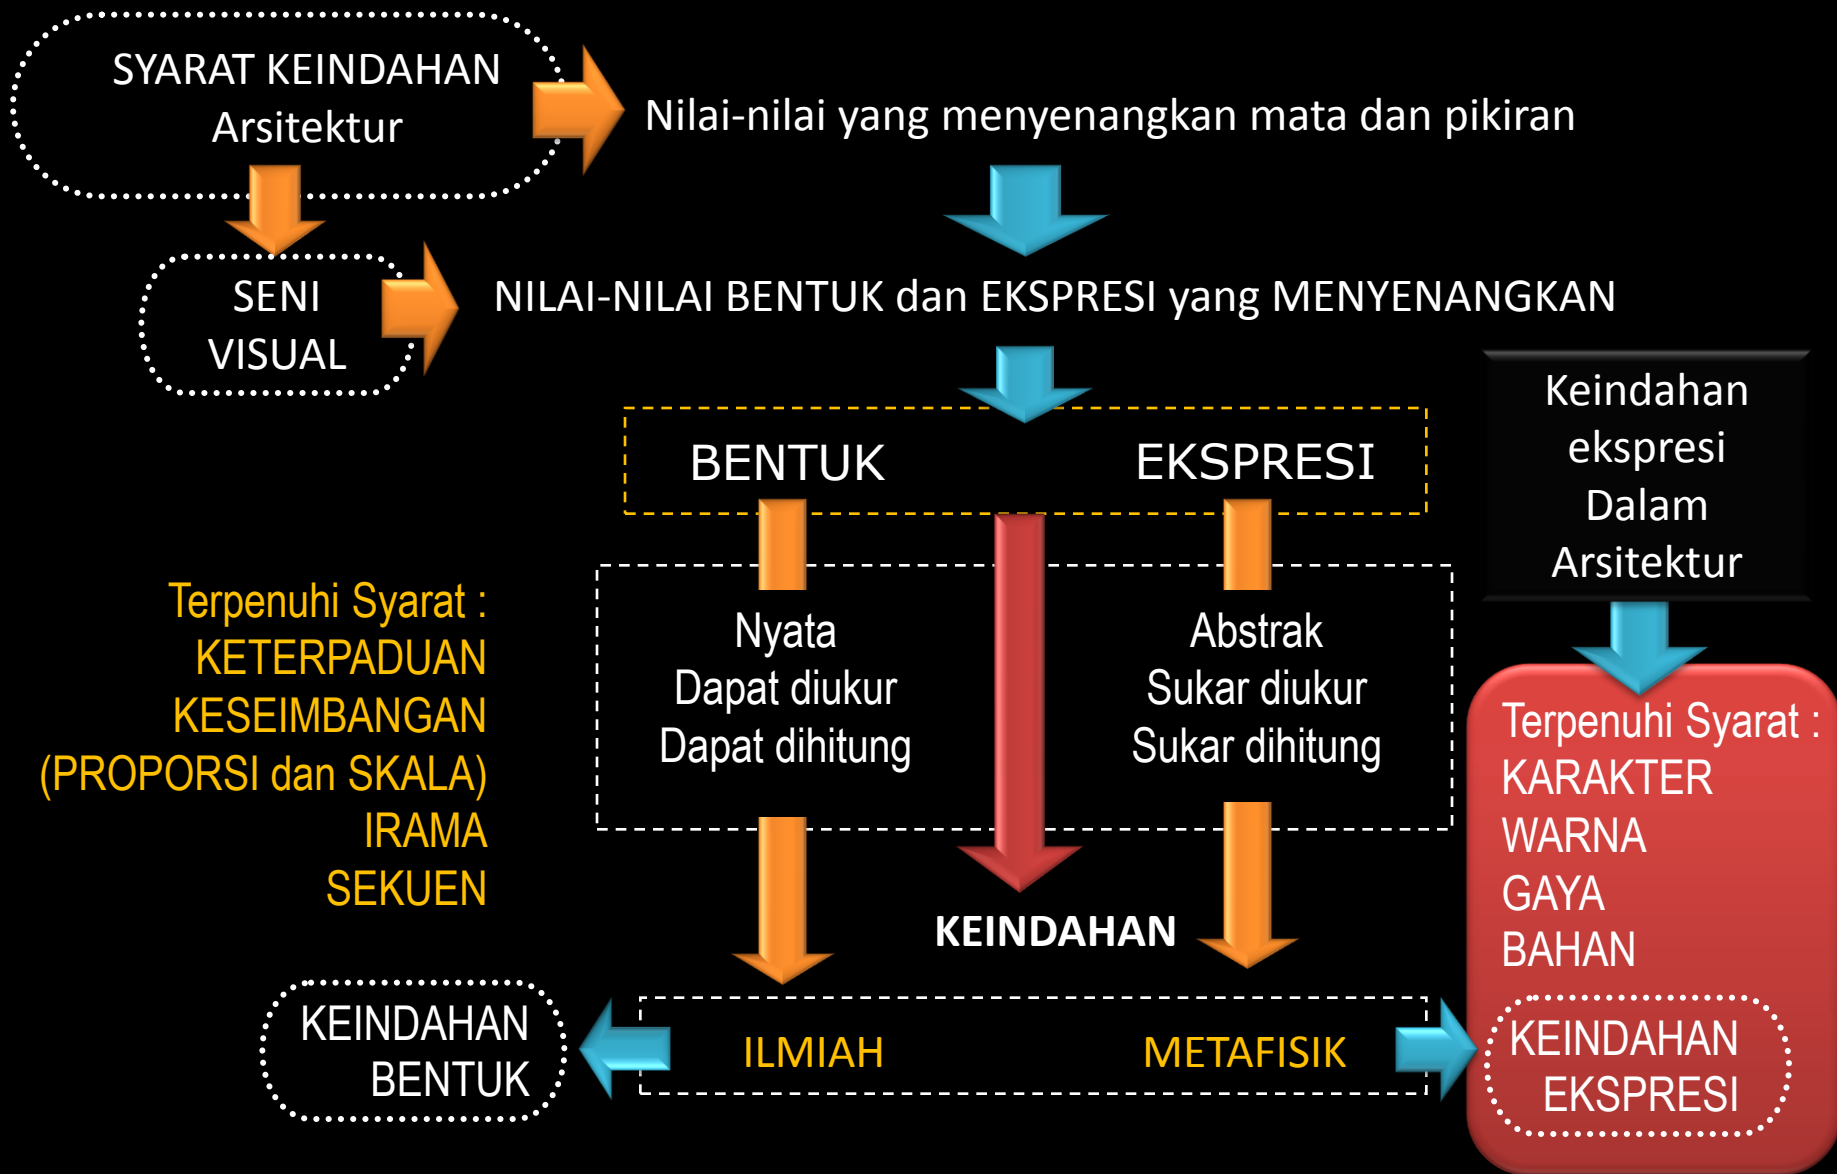 SYARAT KEINDAHAN
Arsitektur
Nilai-nilai yang menyenangkan mata dan pikiran
SENI
VISUAL
NILAI-NILAI BENTUK dan EKSPRESI yang MENYENANGKAN
BENTUK
EKSPRESI
Keindahan
ekspresi
Dalam
Arsitektur
Terpenuhi Syarat :
KETERPADUAN
KESEIMBANGAN
(PROPORSI dan SKALA)
IRAMA
SEKUEN
Nyata
Dapat diukur
Dapat dihitung
Abstrak
Sukar diukur
Sukar dihitung
Terpenuhi Syarat :
KARAKTER
WARNA
GAYA
BAHAN
KEINDAHAN
KEINDAHAN
BENTUK
ILMIAH
METAFISIK
KEINDAHAN
EKSPRESI